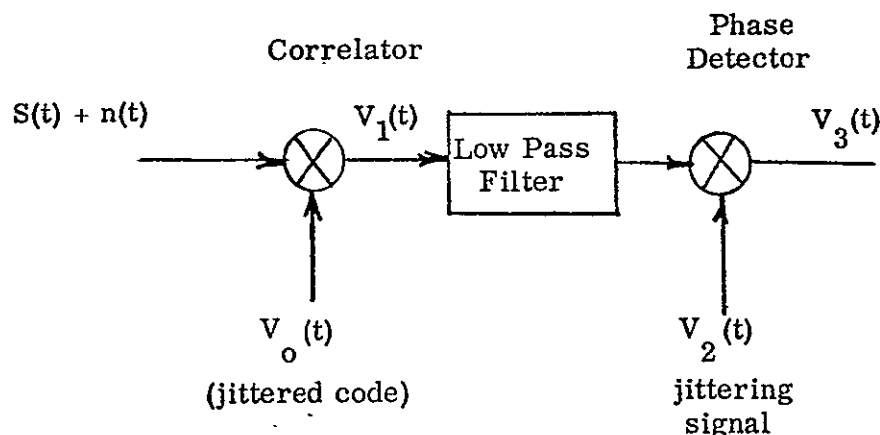 Phase
Detector
Correlator
S(t) + n(t)
V1(t)
V3(t)
Low Pass
Filter
Vo(t)
V2(t)
(jittered code)
jittering
signal